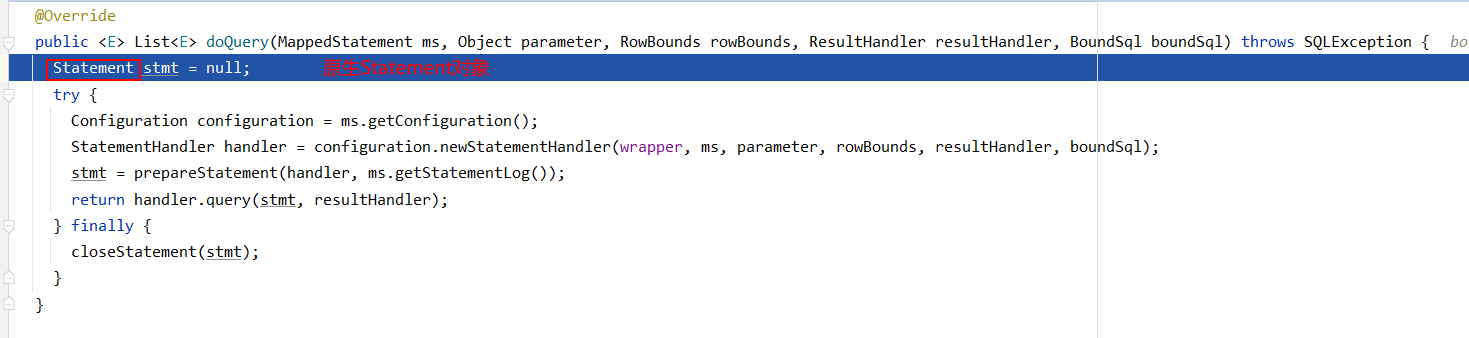 @Override
public <E> List<E> doQuery(MappedStatement ms, Object parameter, RowBounds rowBounds, ResultHandler resultHandler, BoundSql boundSql) throws SQLException { bo
Statement stmt = null; 原生Statement对象
try {
Configuration configuration = ms.getConfiguration();
StatementHandler handler = configuration.newStatementHandler(wrapper, ms, parameter, rowBounds, resultHandler, boundSql);
stmt = prepareStatement(handler, ms.getStatementLog());
return handler.query(stmt, resultHandler);
} finally {
closeStatement(stmt);
}
}